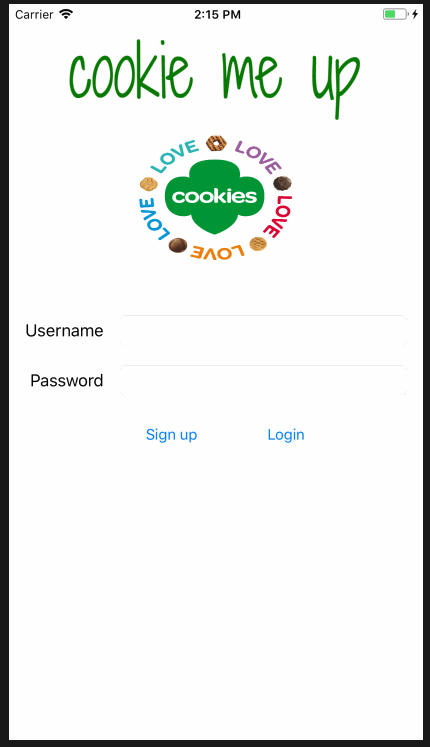 Carrier 2:15 PM
cookie me up
LOVE LOVE
cookies
LOVE LOVE
LOVE
Username
Password
Sign up Login